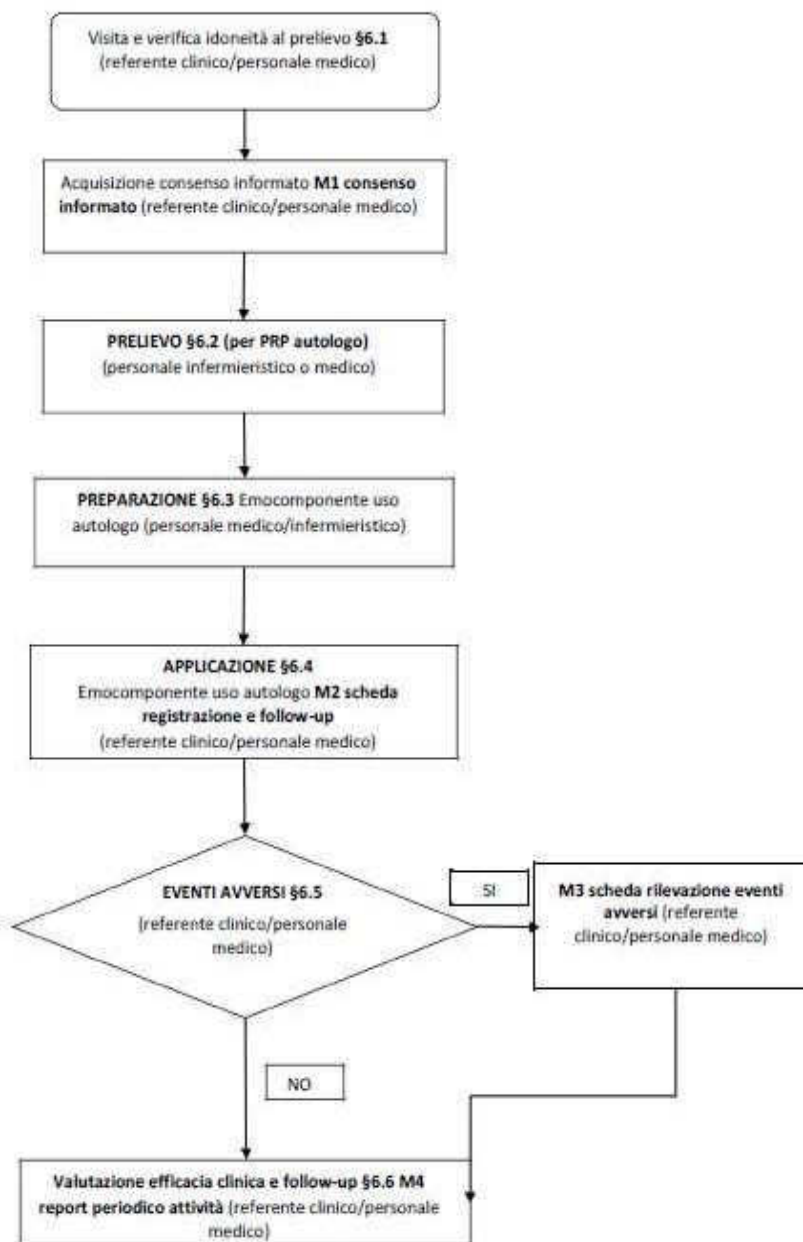 Visita e verifica idoneità al prelievo §6.1
(referente clinico/personale medico)
Acquisizione consenso informato M1 consenso
informato (referente clinico/personale medico)
PRELIEVO §6.2 (per PRP autologo)
(personale infermieristico o medico)
PREPARAZIONE §6.3 Emocomponente uso
autologo (personale medico/infermieristico)
APPLICAZIONE §6.4
Emocomponente uso autologo M2 scheda
registrazione e follow-up
(referente clinico/personale medico)
EVENTI AVVERSI §6.5
(referente clinico/personale
medico)
SI
M3 scheda rilevazione eventi
avversi (referente
clinico/personale medico)
NO
Valutazione efficacia clinica e follow-up §6.6 M4
report periodico attività (referente clinico/personale
medico)